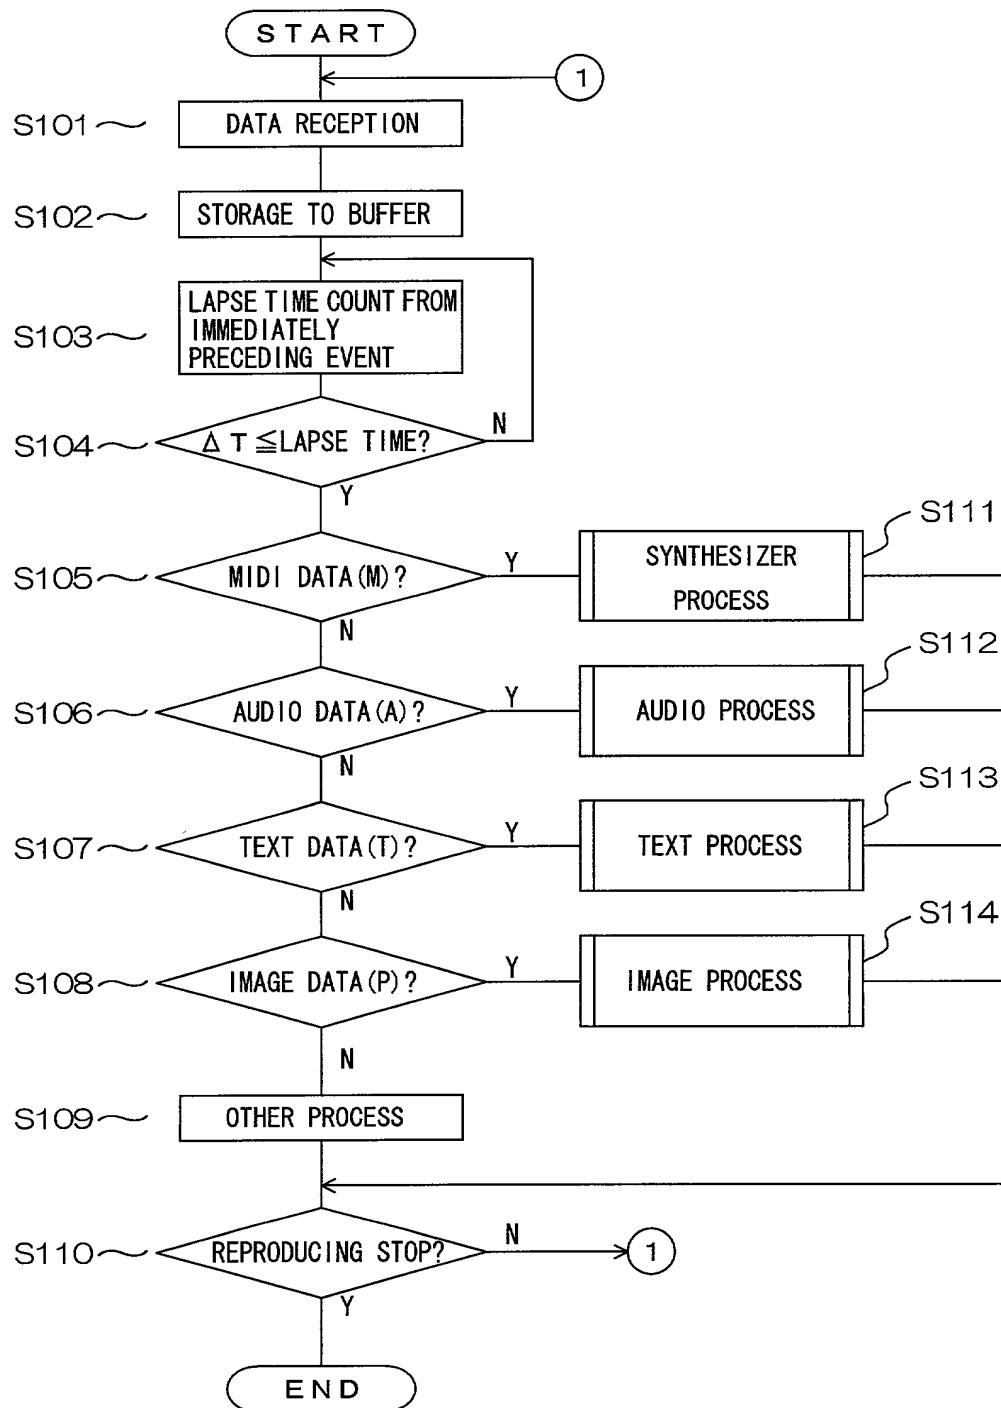 START
1
S101
DATA RECEPTION
S102
STORAGE TO BUFFER
S103
LAPSE TIME COUNT FROM
IMMEDIATELY
PRECEDING EVENT
S104
Δ T ≦ LAPSE TIME?
N
Y
S105
MIDI DATA(M)?
Y
N
SYNTHESIZER
PROCESS
S111
S106
AUDIO DATA(A)?
Y
N
AUDIO PROCESS
S112
S107
TEXT DATA(T)?
Y
N
TEXT PROCESS
S113
S108
IMAGE DATA(P)?
Y
N
IMAGE PROCESS
S114
S109
OTHER PROCESS
S110
REPRODUCING STOP?
N
1
Y
END